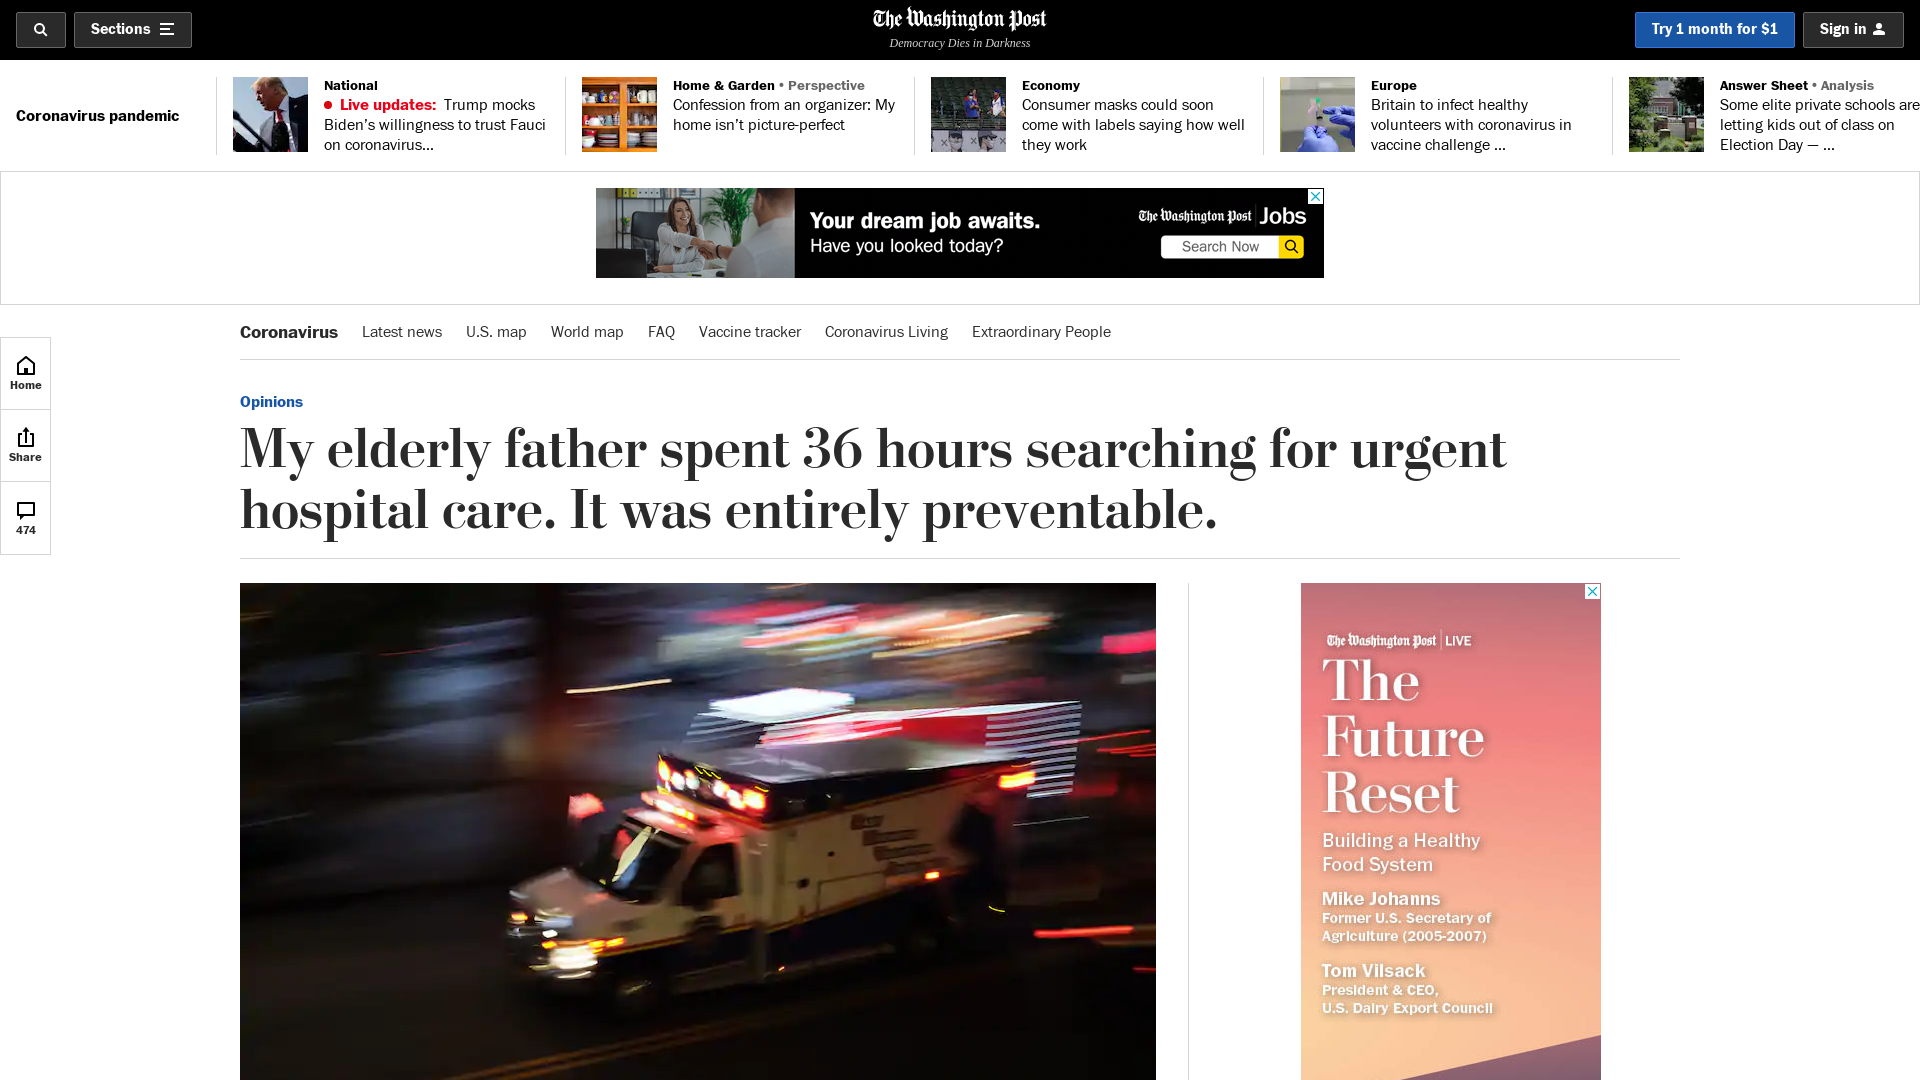 Sections
The Washington Post
Democracy Dies in Darkness
Try 1 month for $1
Sign in
Coronavirus pandemic
National
Live updates: Trump mocks
Biden’s willingness to trust Fauci
on coronavirus...
Home & Garden • Perspective
Confession from an organizer: My
home isn’t picture-perfect
Economy
Consumer masks could soon
come with labels saying how well
they work
Europe
Britain to infect healthy
volunteers with coronavirus in
vaccine challenge ...
Answer Sheet • Analysis
Some elite private schools are
letting kids out of class on
Election Day — ...
Your dream job awaits.
Have you looked today?
The Washington Post Jobs
Search Now
Coronavirus
Latest news
U.S. map
World map
FAQ
Vaccine tracker
Coronavirus Living
Extraordinary People
Home
Share
474
Opinions
My elderly father spent 36 hours searching for urgent
hospital care. It was entirely preventable.
The Washington Post LIVE
The
Future
Reset
Building a Healthy
Food System
Mike Johanns
Former U.S. Secretary of
Agriculture (2005-2007)
Tom Vilsack
President & CEO,
U.S. Dairy Export Council